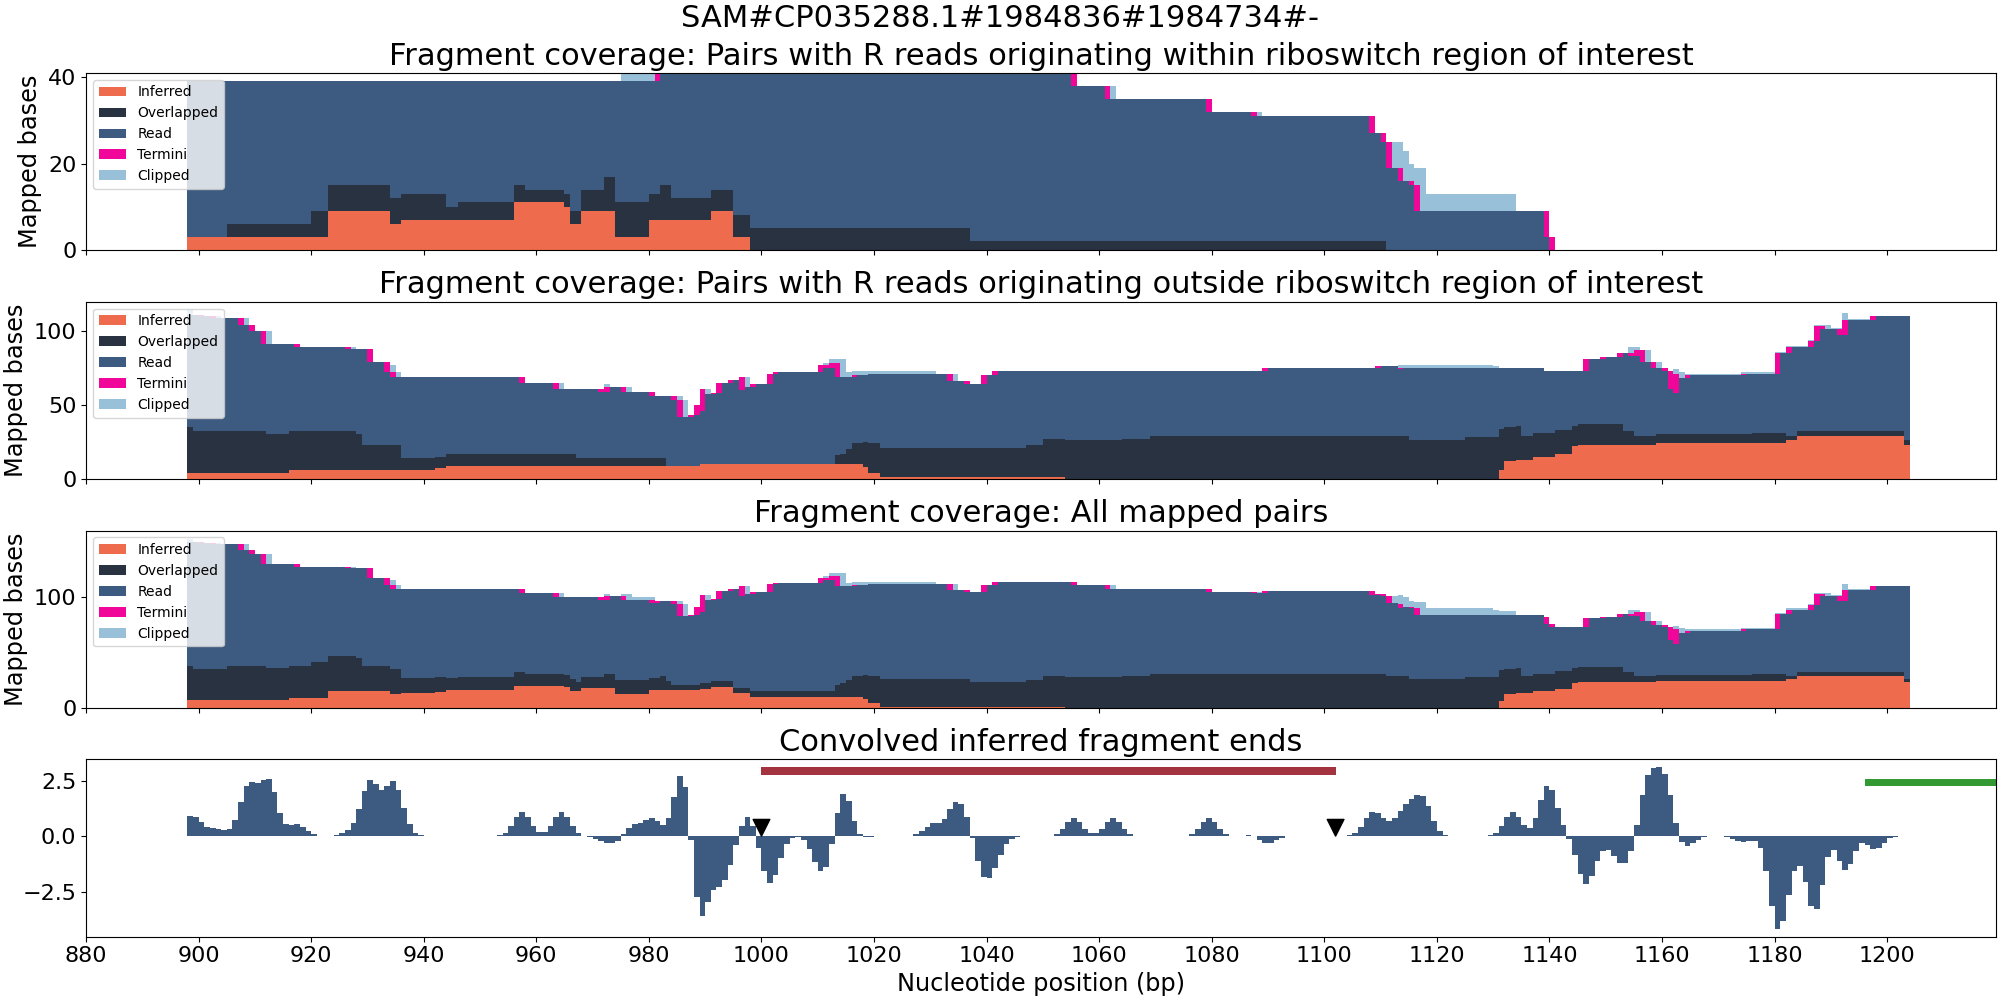 SAM#CP035288.1#1984836#1984734#-
Fragment coverage: Pairs with R reads originating within riboswitch region of interest
Mapped bases
40
20
0
Inferred
Overlapped
Read
Termini
Clipped
Fragment coverage: Pairs with R reads originating outside riboswitch region of interest
Mapped bases
100
50
0
Inferred
Overlapped
Read
Termini
Clipped
Fragment coverage: All mapped pairs
Mapped bases
100
0
Inferred
Overlapped
Read
Termini
Clipped
Convolved inferred fragment ends
2.5
0.0
−2.5
880 900 920 940 960 980 1000 1020 1040 1060 1080 1100 1120 1140 1160 1180 1200
Nucleotide position (bp)